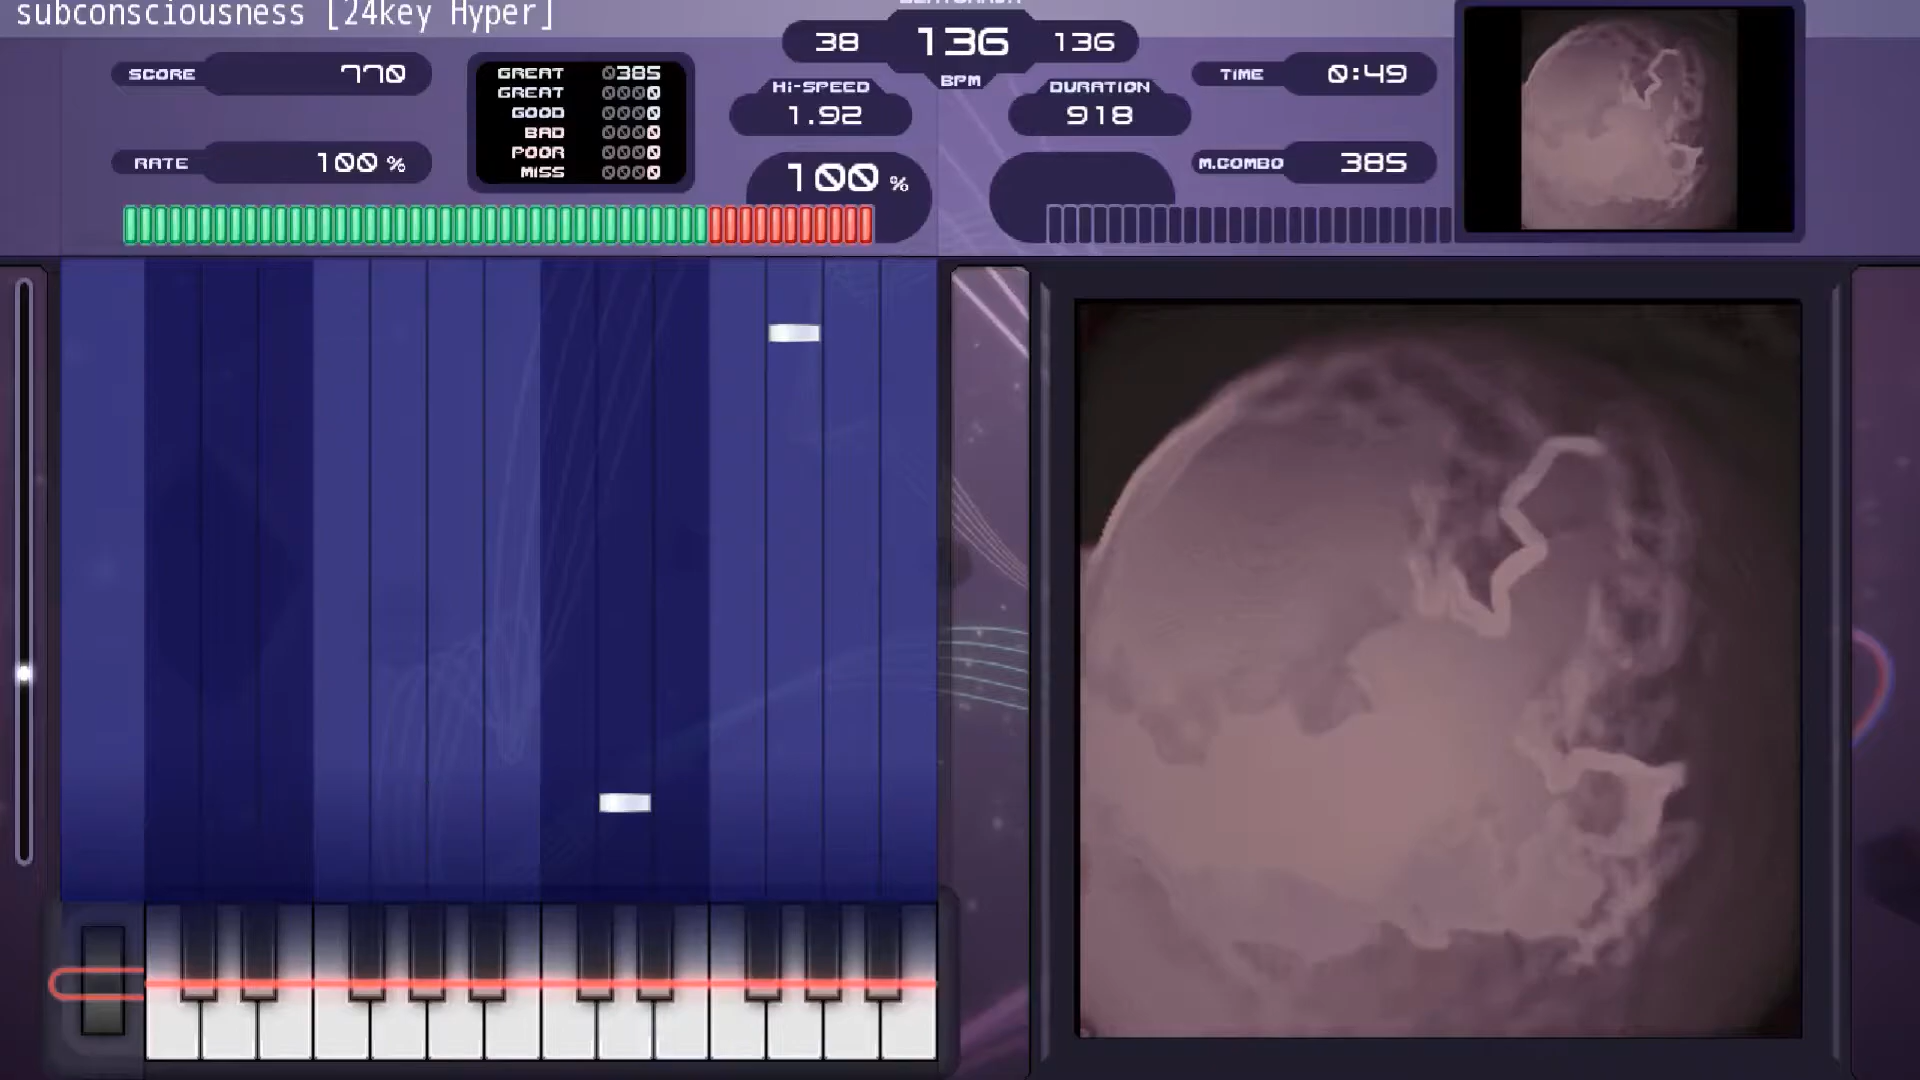 subconsciousness [24key Hyper]
38 136 136
BPM
SCORE 770
RATE 100 %
GREAT 0385
GREAT 0000
GOOD 0000
BAD 0000
POOR 0000
MISS 0000
Hi-SPEED
1.92
DURATION
918
100 %
TIME 0:49
M.COMBO 385